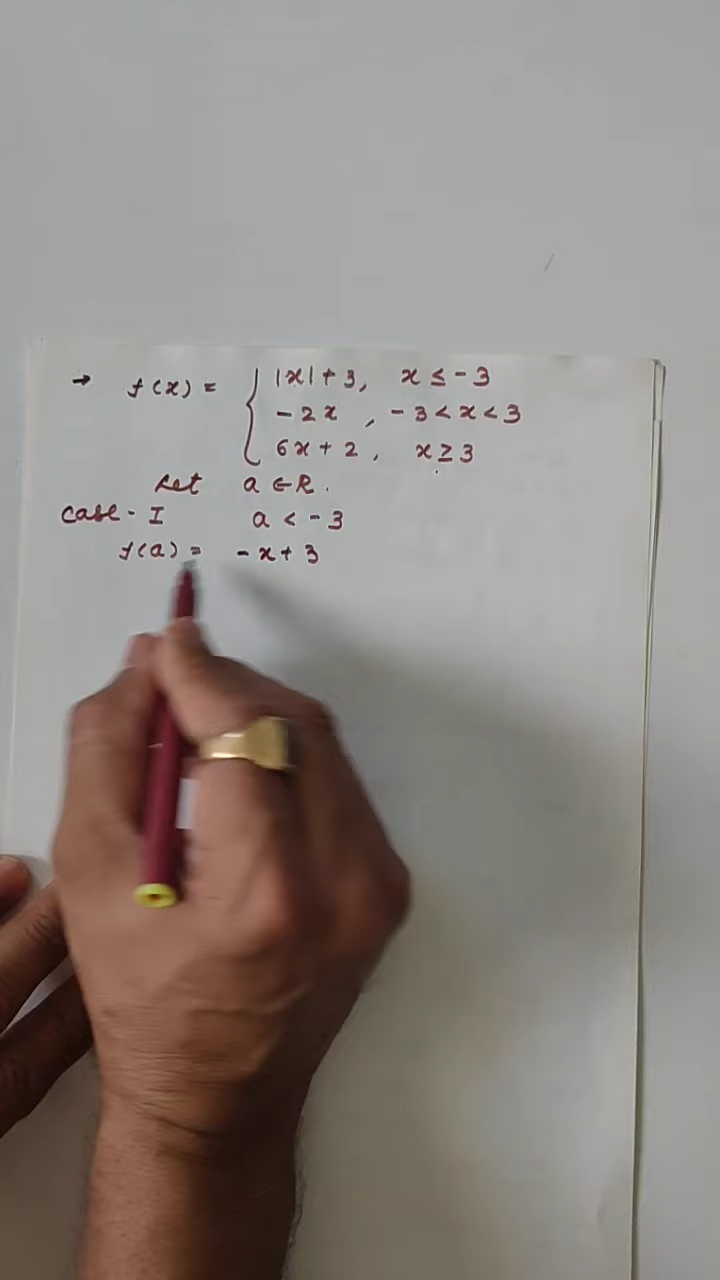 → f(x) = { |x|+3, x ≤ -3
-2x , -3 < x < 3
6x + 2 , x ≥ 3
Let a ∈ R.
Case - I a < -3
f(a) = -x + 3